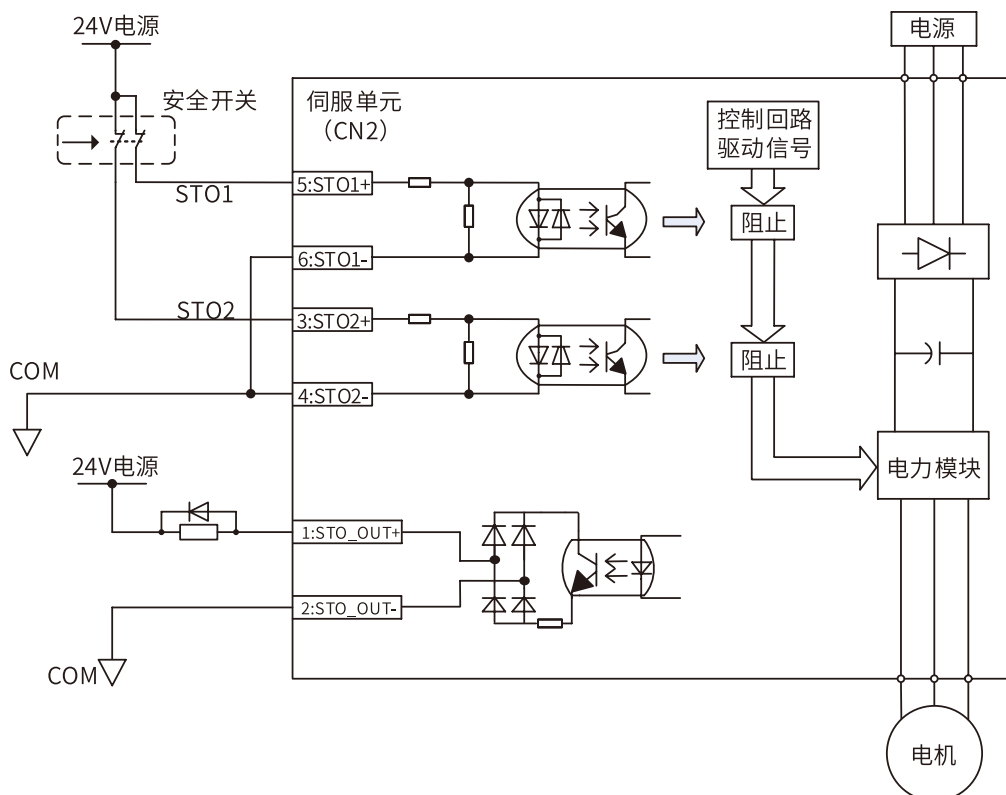 24V电源
电源
安全开关
伺服单元
（CN2）
控制回路
驱动信号
5:STO1+
STO1
阻止
6:STO1-
STO2
3:STO2+
阻止
COM
4:STO2-
24V电源
电力模块
1:STO_OUT+
2:STO_OUT-
COM
电机